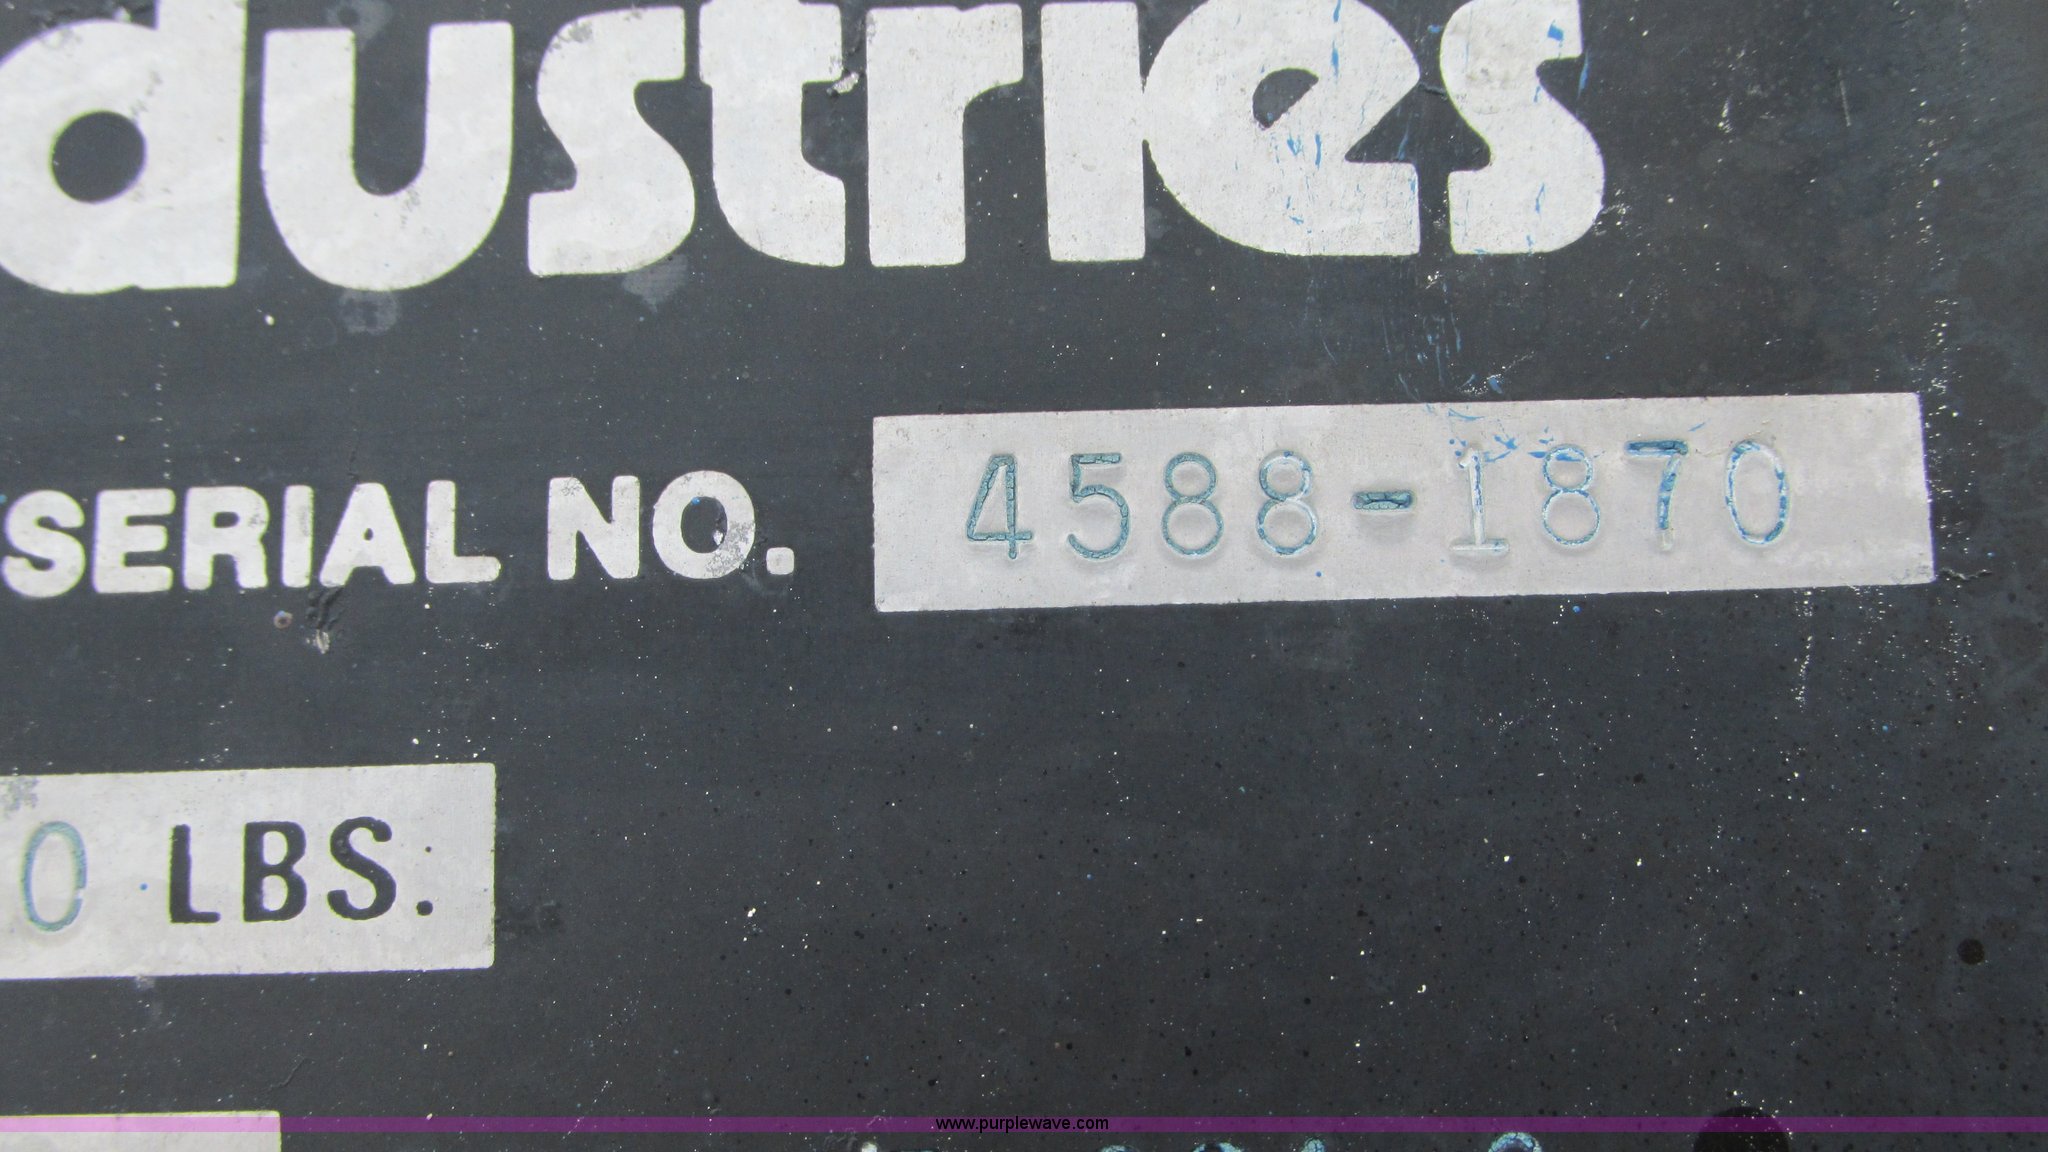 dustries
SERIAL NO. 4588-1870
0 LBS.
www.purplewave.com